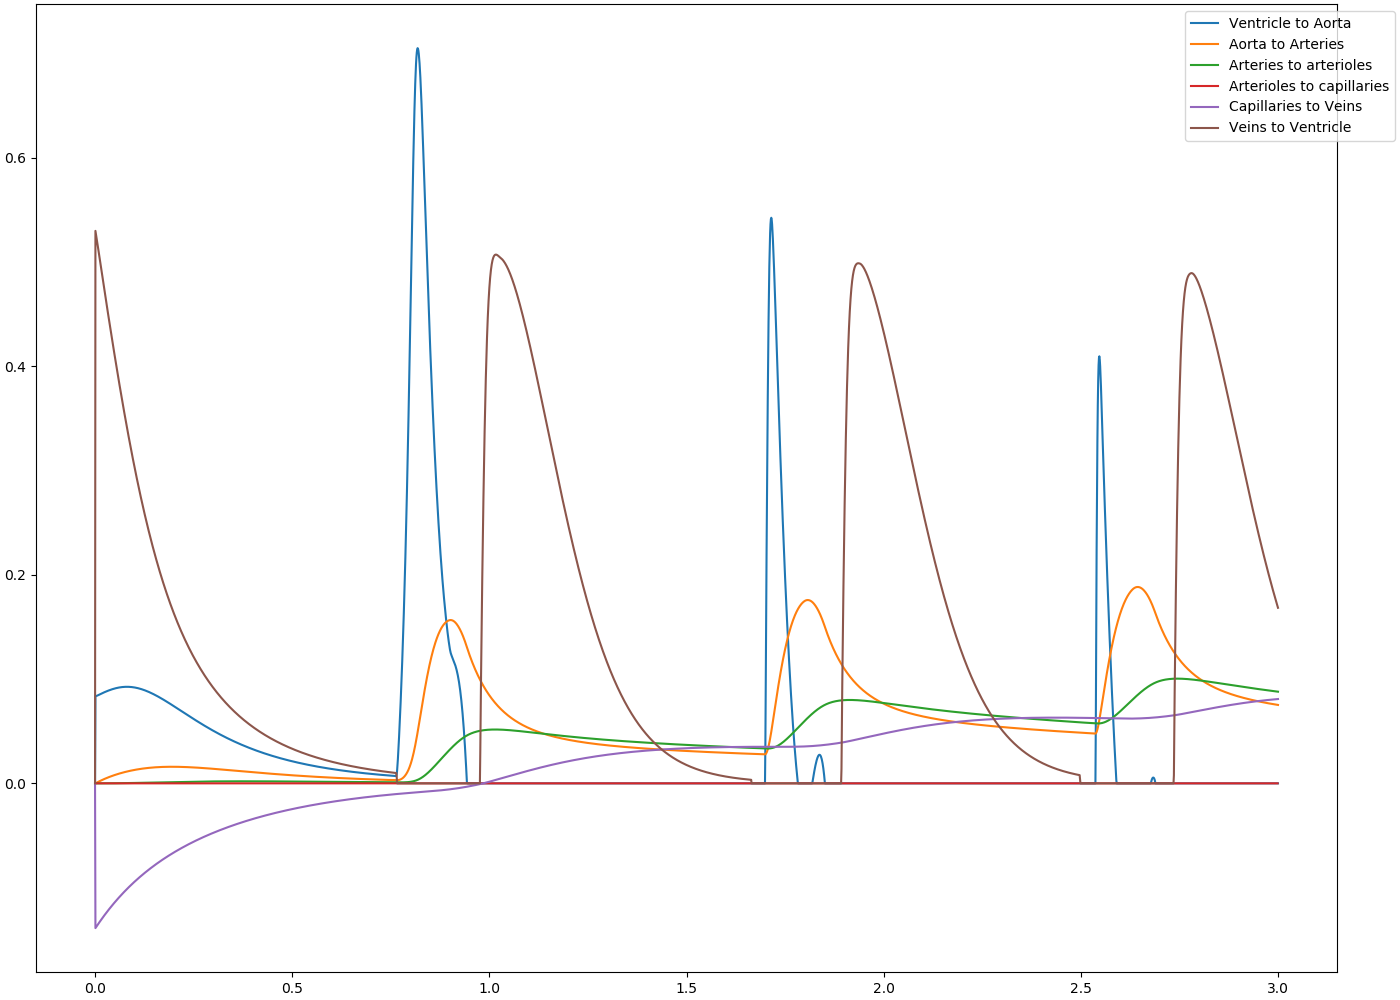 Ventricle to Aorta
Aorta to Arteries
Arteries to arterioles
Arterioles to capillaries
Capillaries to Veins
Veins to Ventricle
0.6
0.4
0.2
0.0
0.0 0.5 1.0 1.5 2.0 2.5 3.0